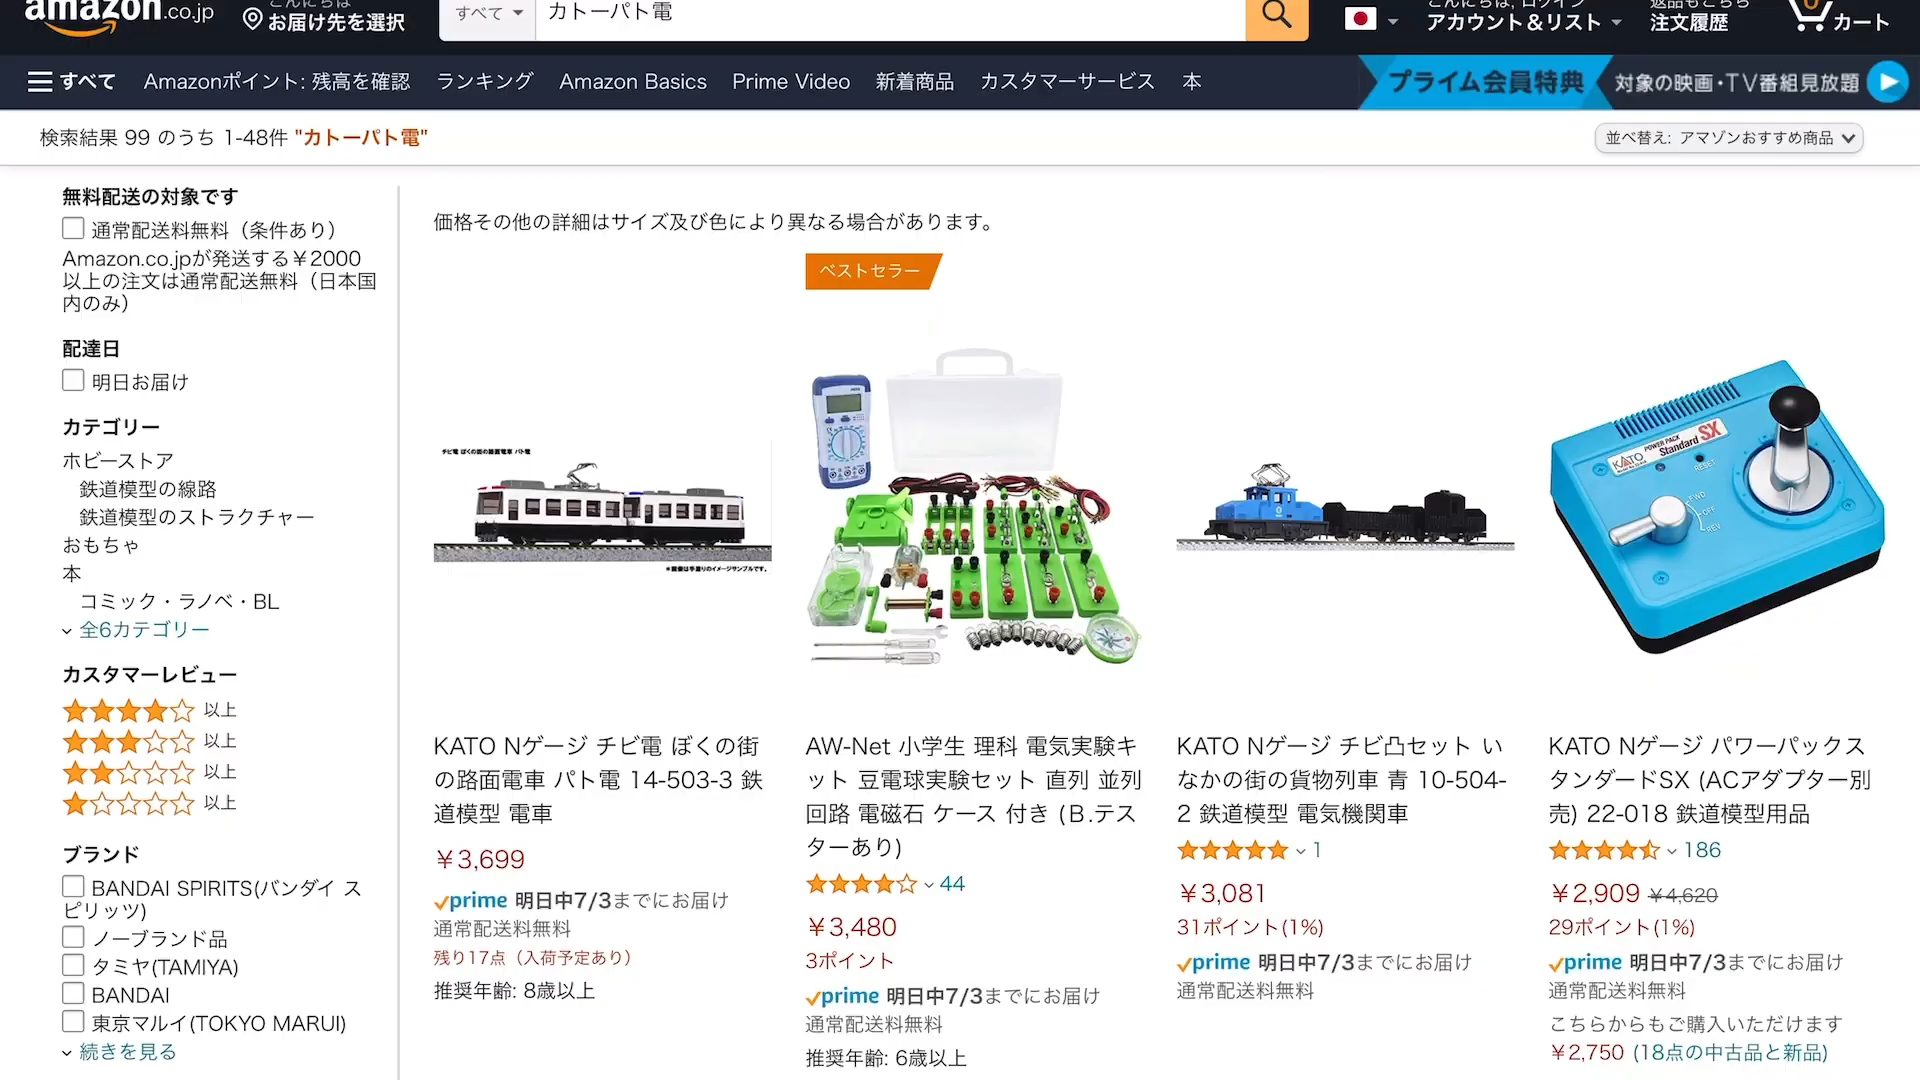 amazon.co.jp
お届け先を選択
すべて
カトーパト電
アカウント＆リスト
注文履歴
0
カート
すべて
Amazonポイント: 残高を確認
ランキング
Amazon Basics
Prime Video
新着商品
カスタマーサービス
本
プライム会員特典
対象の映画・TV番組見放題
検索結果 99 のうち 1-48件 "カトーパト電"
並べ替え: アマゾンおすすめ商品
無料配送の対象です
通常配送料無料（条件あり）
Amazon.co.jpが発送する￥2000
以上の注文は通常配送無料（日本国
内のみ）
配達日
明日お届け
カテゴリー
ホビーストア
鉄道模型の線路
鉄道模型のストラクチャー
おもちゃ
本
コミック・ラノベ・BL
全6カテゴリー
カスタマーレビュー
以上
以上
以上
以上
ブランド
BANDAI SPIRITS(バンダイ ス
ピリッツ)
ノーブランド品
タミヤ(TAMIYA)
BANDAI
東京マルイ(TOKYO MARUI)
続きを見る
価格その他の詳細はサイズ及び色により異なる場合があります。
チビ電 ぼくの街の路面電車 パト電
※画像は手塗りのイメージサンプルです。
KATO Nゲージ チビ電 ぼくの街
の路面電車 パト電 14-503-3 鉄
道模型 電車
￥3,699
prime 明日中7/3までにお届け
通常配送料無料
残り17点（入荷予定あり）
推奨年齢: 8歳以上
ベストセラー
AW-Net 小学生 理科 電気実験キ
ット 豆電球実験セット 直列 並列
回路 電磁石 ケース 付き (Ｂ.テス
ターあり)
44
￥3,480
3ポイント
prime 明日中7/3までにお届け
通常配送料無料
推奨年齢: 6歳以上
KATO Nゲージ チビ凸セット い
なかの街の貨物列車 青 10-504-
2 鉄道模型 電気機関車
1
￥3,081
31ポイント(1%)
prime 明日中7/3までにお届け
通常配送料無料
KATO
POWER PACK
Standard SX
RESET
FWD
OFF
REV
KATO Nゲージ パワーパックス
タンダードSX (ACアダプター別
売) 22-018 鉄道模型用品
186
￥2,909 ￥4,620
29ポイント(1%)
prime 明日中7/3までにお届け
通常配送料無料
こちらからもご購入いただけます
￥2,750 (18点の中古品と新品)